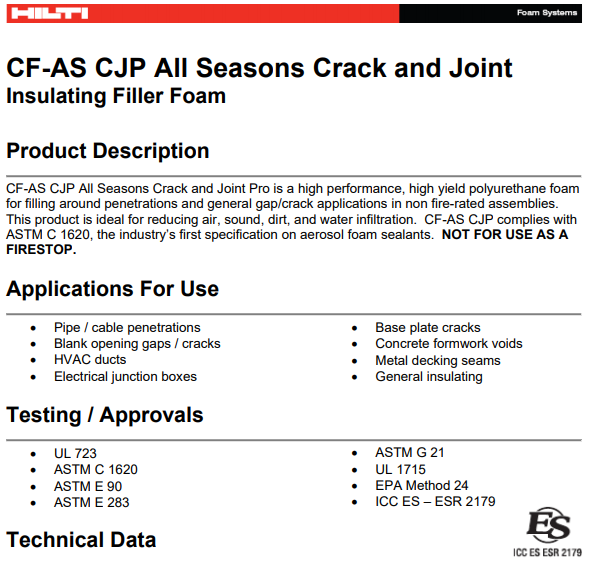 HILTI
Foam Systems
CF-AS CJP All Seasons Crack and Joint
Insulating Filler Foam
Product Description
CF-AS CJP All Seasons Crack and Joint Pro is a high performance, high yield polyurethane foam
for filling around penetrations and general gap/crack applications in non fire-rated assemblies.
This product is ideal for reducing air, sound, dirt, and water infiltration. CF-AS CJP complies with
ASTM C 1620, the industry's first specification on aerosol foam sealants. NOT FOR USE AS A
FIRESTOP.
Applications For Use
• Pipe / cable penetrations
• Blank opening gaps / cracks
• HVAC ducts
• Electrical junction boxes
• Base plate cracks
• Concrete formwork voids
• Metal decking seams
• General insulating
Testing / Approvals
• UL 723
• ASTM C 1620
• ASTM E 90
• ASTM E 283
• ASTM G 21
• UL 1715
• EPA Method 24
• ICC ES – ESR 2179
ES
ICC ES ESR 2179
Technical Data